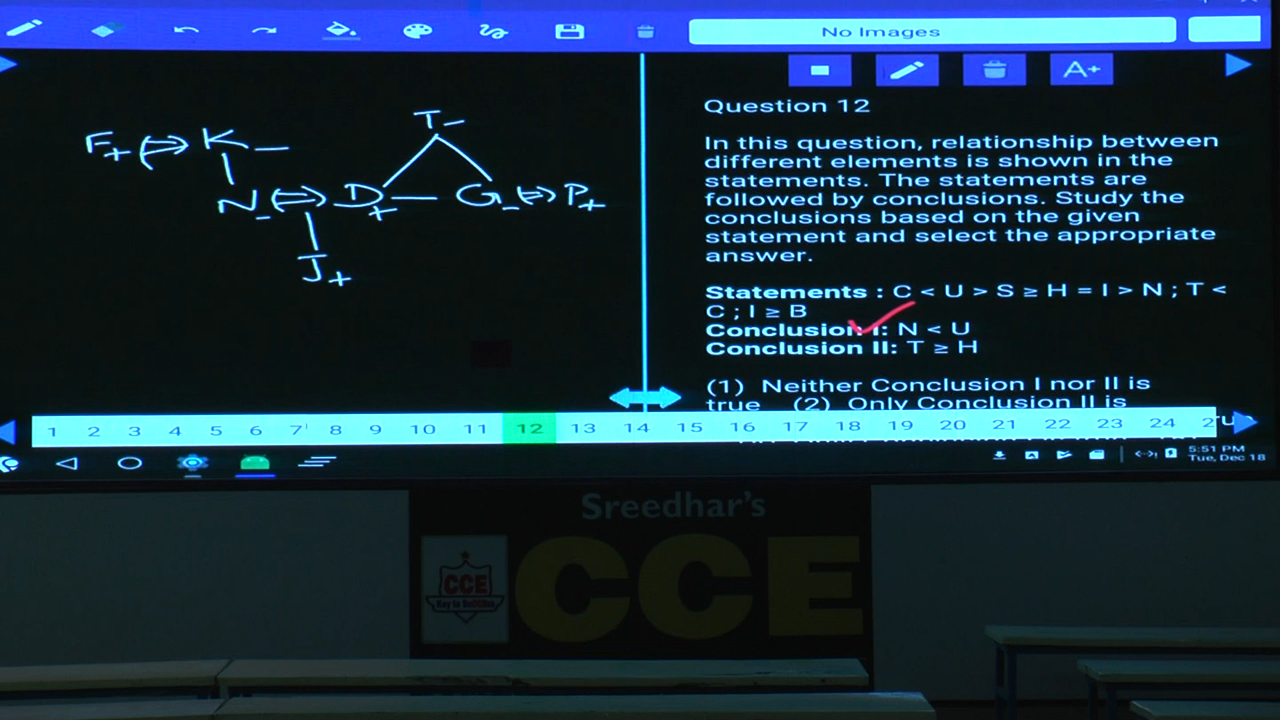 No Images
A+
Question 12
T-
F+ ⟺ K-
In this question, relationship between
different elements is shown in the
statements. The statements are
followed by conclusions. Study the
conclusions based on the given
statement and select the appropriate
answer.
N- ⟺ D+ — G- ⟺ P+
J+
Statements : C < U > S ≥ H = I > N ; T <
C ; I ≥ B
Conclusion I: N < U
Conclusion II: T ≥ H
(1) Neither Conclusion I nor II is
true (2) Only Conclusion II is
1 2 3 4 5 6 7 8 9 10 11 12 13 14 15 16 17 18 19 20 21 22 23 24
5:51 PM
Tue, Dec 18
Sreedhar's
CCE
CCE